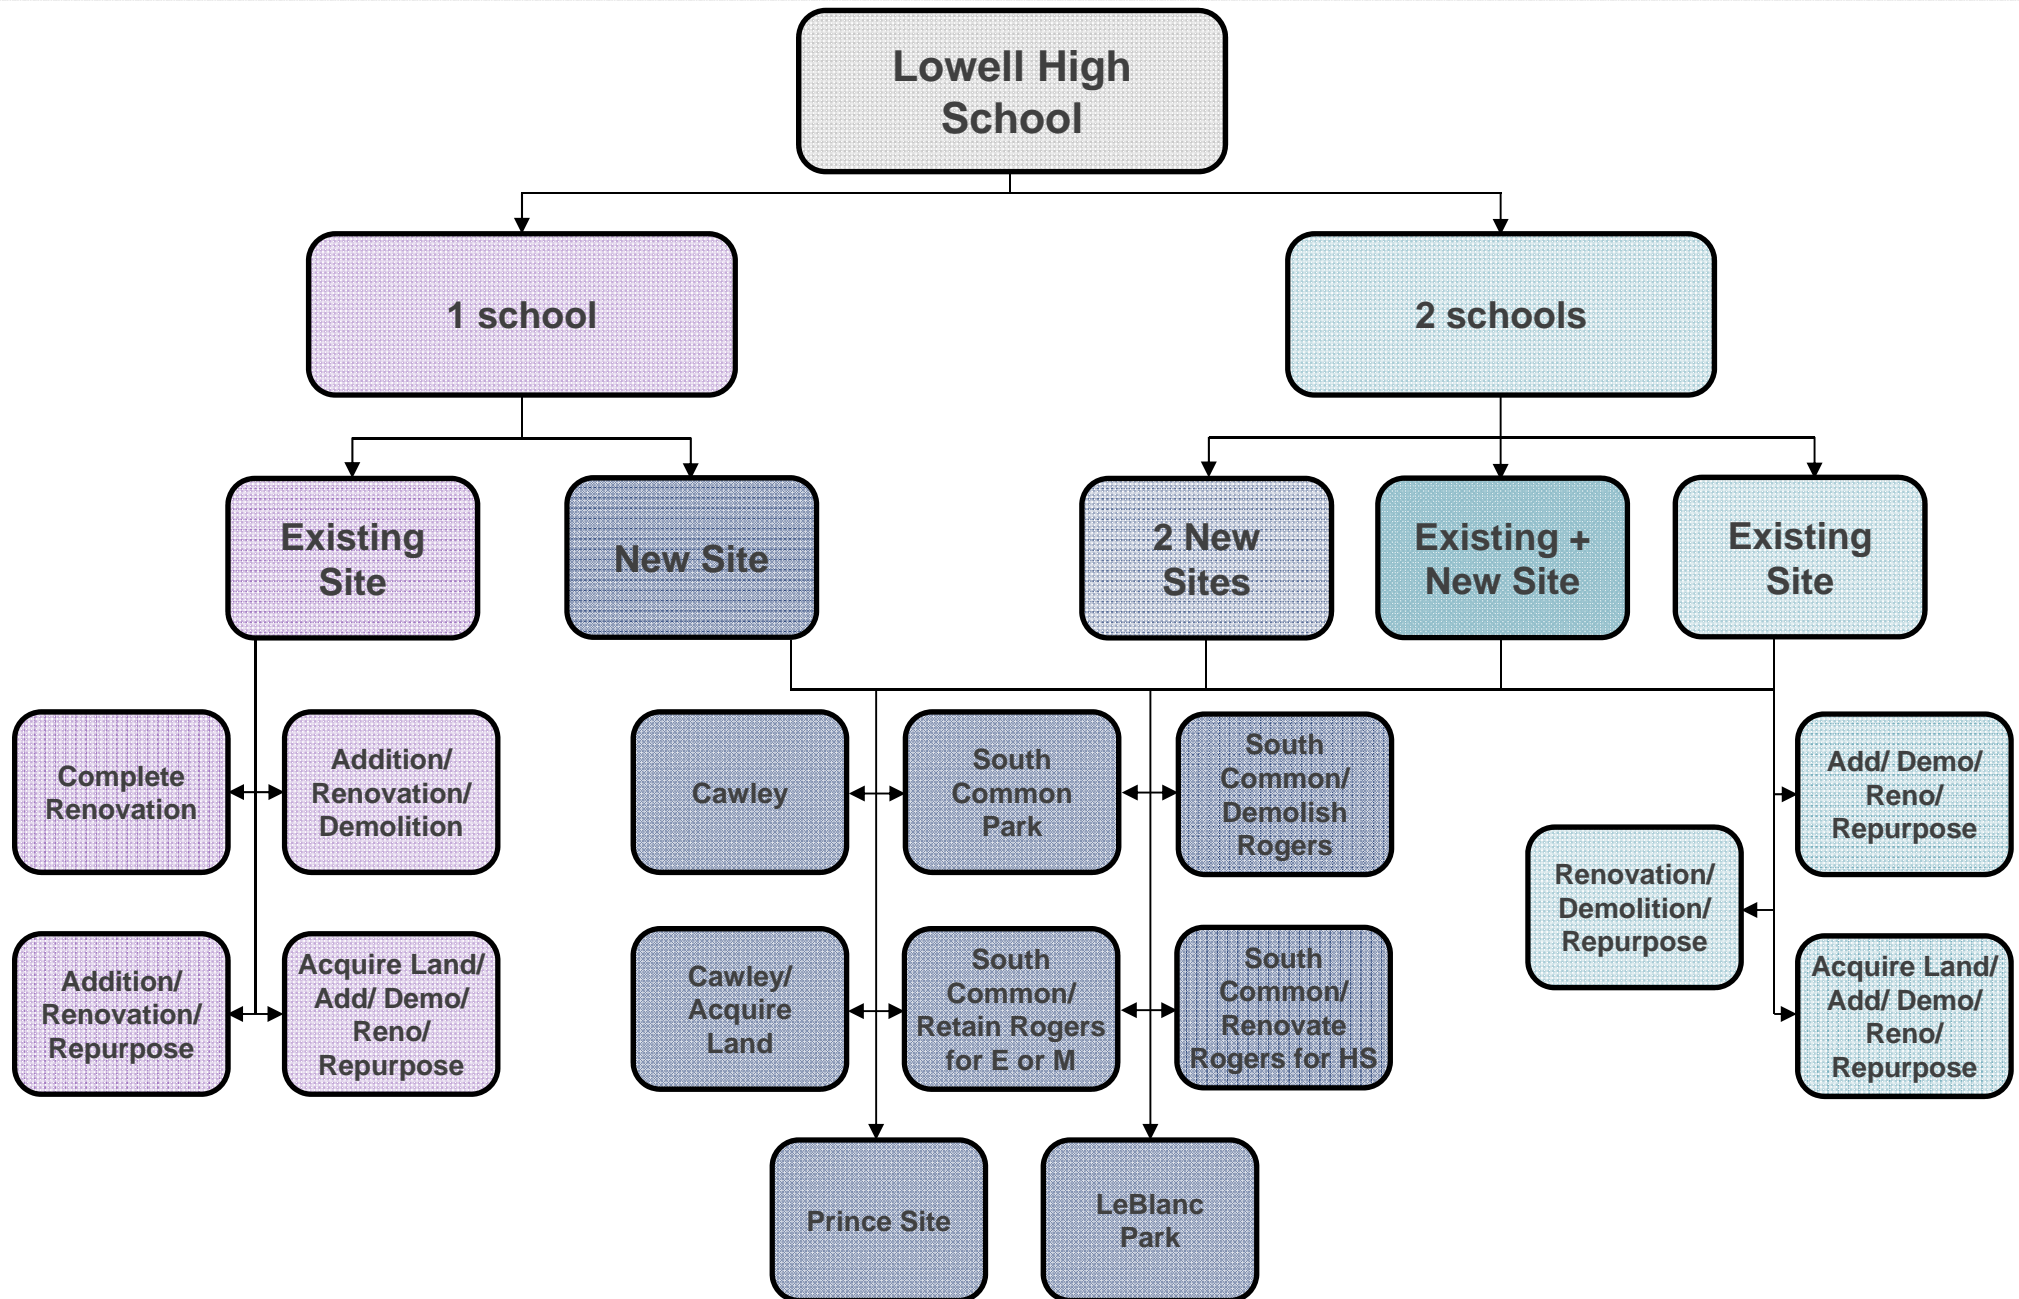 Lowell High
School
1 school
2 schools
Existing
Site
New Site
2 New
Sites
Existing +
New Site
Existing
Site
Complete
Renovation
Addition/
Renovation/
Demolition
Cawley
South
Common
Park
South
Common/
Demolish
Rogers
Add/ Demo/
Reno/
Repurpose
Renovation/
Demolition/
Repurpose
Addition/
Renovation/
Repurpose
Acquire Land/
Add/ Demo/
Reno/
Repurpose
Cawley/
Acquire
Land
South
Common/
Retain Rogers
for E or M
South
Common/
Renovate
Rogers for HS
Acquire Land/
Add/ Demo/
Reno/
Repurpose
Prince Site
LeBlanc
Park